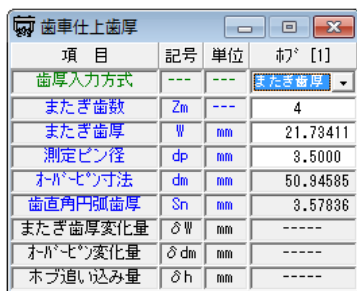 歯車仕上歯厚
項 目 記号 単位 ﾎﾌﾞ [1]
歯厚入力方式 --- --- またぎ歯厚
またぎ歯数 Zm --- 4
またぎ歯厚 W mm 21.73411
測定ピン径 dp mm 3.5000
ｵｰﾊﾞｰﾋﾟﾝ寸法 dm mm 50.94585
歯直角円弧歯厚 Sn mm 3.57836
またぎ歯厚変化量 δW mm -----
ｵｰﾊﾞｰﾋﾟﾝ変化量 δdm mm -----
ホブ追い込み量 δh mm -----